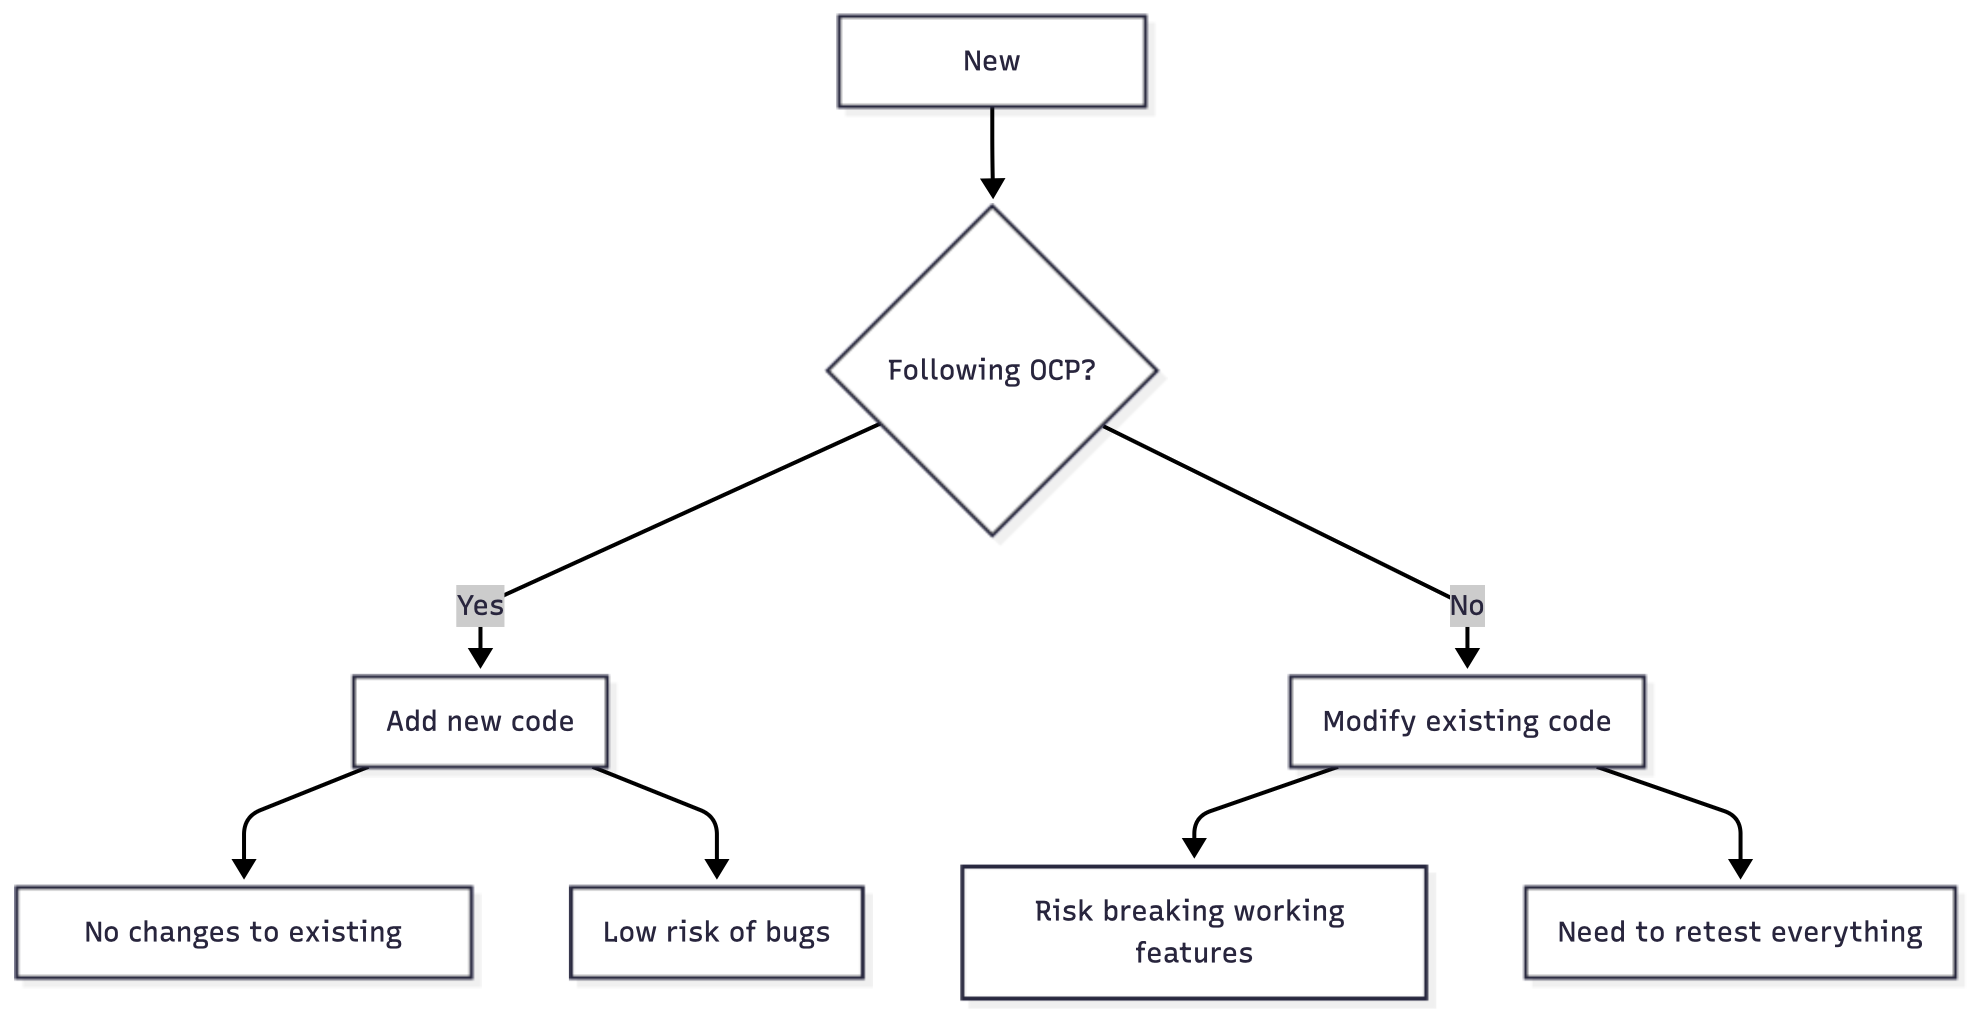 New
Following OCP?
Yes
No
Add new code
Modify existing code
No changes to existing
Low risk of bugs
Risk breaking working
features
Need to retest everything